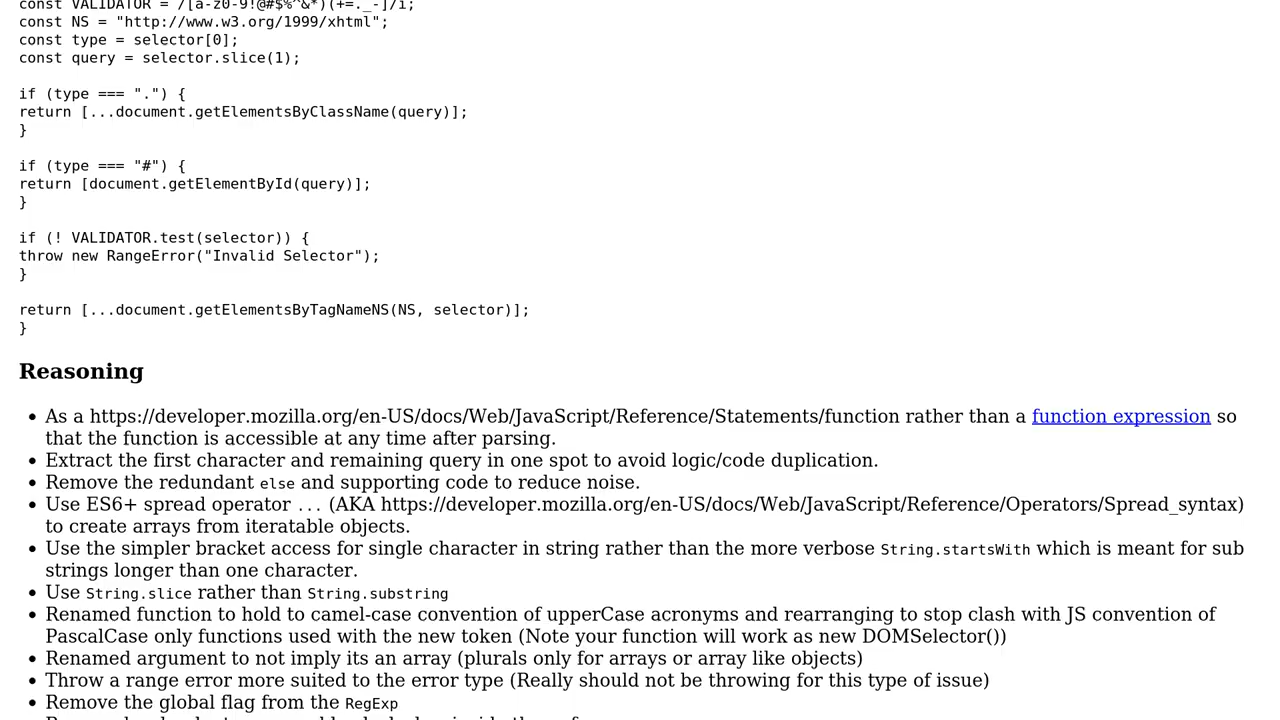 const VALIDATOR = /[a-z0-9!@#$%^&*)(+=._-]/i;
const NS = "http://www.w3.org/1999/xhtml";
const type = selector[0];
const query = selector.slice(1);
if (type === ".") {
return [...document.getElementsByClassName(query)];
}
if (type === "#") {
return [document.getElementById(query)];
}
if (! VALIDATOR.test(selector)) {
throw new RangeError("Invalid Selector");
}
return [...document.getElementsByTagNameNS(NS, selector)];
}
Reasoning
• As a https://developer.mozilla.org/en-US/docs/Web/JavaScript/Reference/Statements/function rather than a function expression so
that the function is accessible at any time after parsing.
• Extract the first character and remaining query in one spot to avoid logic/code duplication.
• Remove the redundant else and supporting code to reduce noise.
• Use ES6+ spread operator ... (AKA https://developer.mozilla.org/en-US/docs/Web/JavaScript/Reference/Operators/Spread_syntax)
to create arrays from iteratable objects.
• Use the simpler bracket access for single character in string rather than the more verbose String.startsWith which is meant for sub
strings longer than one character.
• Use String.slice rather than String.substring
• Renamed function to hold to camel-case convention of upperCase acronyms and rearranging to stop clash with JS convention of
PascalCase only functions used with the new token (Note your function will work as new DOMSelector())
• Renamed argument to not imply its an array (plurals only for arrays or array like objects)
• Throw a range error more suited to the error type (Really should not be throwing for this type of issue)
• Remove the global flag from the RegExp